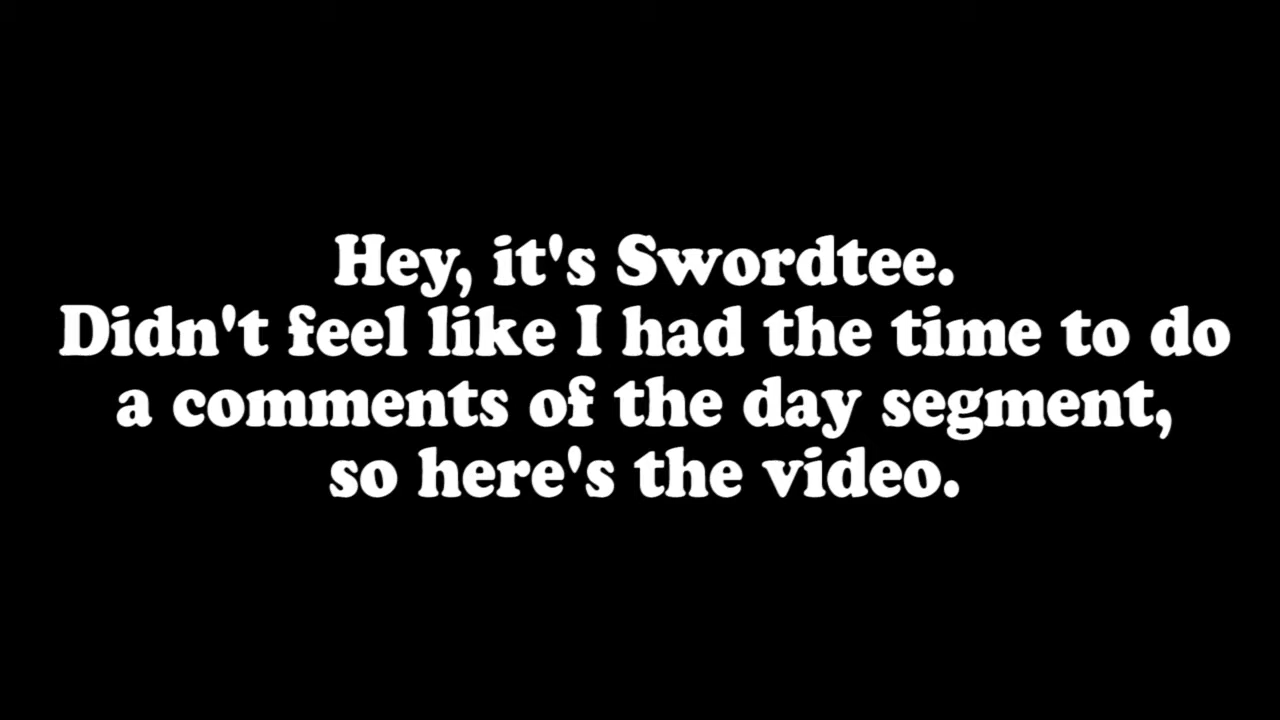 Hey, it's Swordtee.
Didn't feel like I had the time to do
a comments of the day segment,
so here's the video.